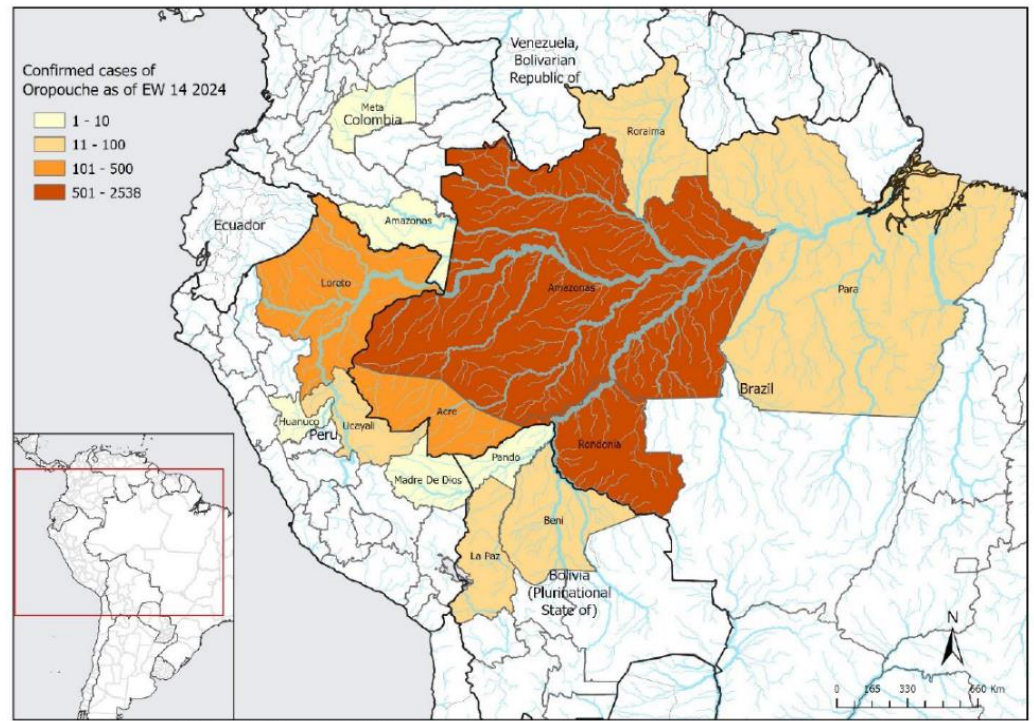 Confirmed cases of
Oropouche as of EW 14 2024
1 - 10
11 - 100
101 - 500
501 - 2538
Venezuela,
Bolivarian
Republic of
Meta
Colombia
Roraima
Ecuador
Amazonas
Loreto
Amazonas
Para
Brazil
Huanuco
Peru
Ucayali
Acre
Rondonia
Pando
Madre De Dios
Beni
La Paz
Bolivia
(Plurinational
State of)
N
0 165 330 660 Km